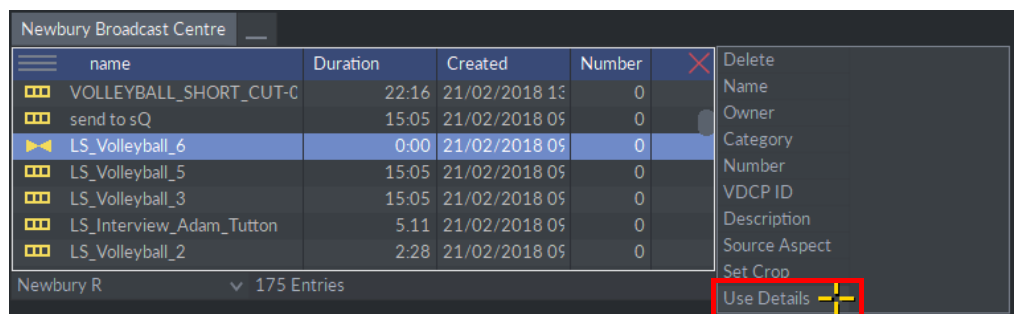 Newbury Broadcast Centre
name Duration Created Number
VOLLEYBALL_SHORT_CUT-C 22:16 21/02/2018 13 0
send to sQ 15:05 21/02/2018 09 0
LS_Volleyball_6 0:00 21/02/2018 09 0
LS_Volleyball_5 15:05 21/02/2018 09 0
LS_Volleyball_3 15:05 21/02/2018 09 0
LS_Interview_Adam_Tutton 5.11 21/02/2018 09 0
LS_Volleyball_2 2:28 21/02/2018 09 0
Newbury R 175 Entries
Delete
Name
Owner
Category
Number
VDCP ID
Description
Source Aspect
Set Crop
Use Details